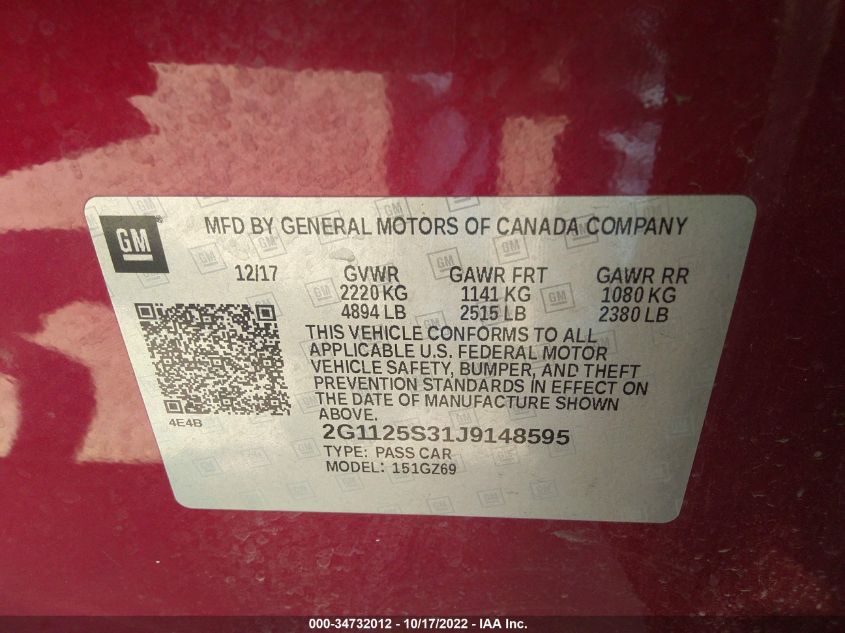 GM
MFD BY GENERAL MOTORS OF CANADA COMPANY
12/17 GVWR GAWR FRT GAWR RR
2220 KG 1141 KG 1080 KG
4894 LB 2515 LB 2380 LB
THIS VEHICLE CONFORMS TO ALL
APPLICABLE U.S. FEDERAL MOTOR
VEHICLE SAFETY, BUMPER, AND THEFT
PREVENTION STANDARDS IN EFFECT ON
THE DATE OF MANUFACTURE SHOWN
ABOVE.
4E4B
2G1125S31J9148595
TYPE: PASS CAR
MODEL: 151GZ69
000-34732012 - 10/17/2022 - IAA Inc.